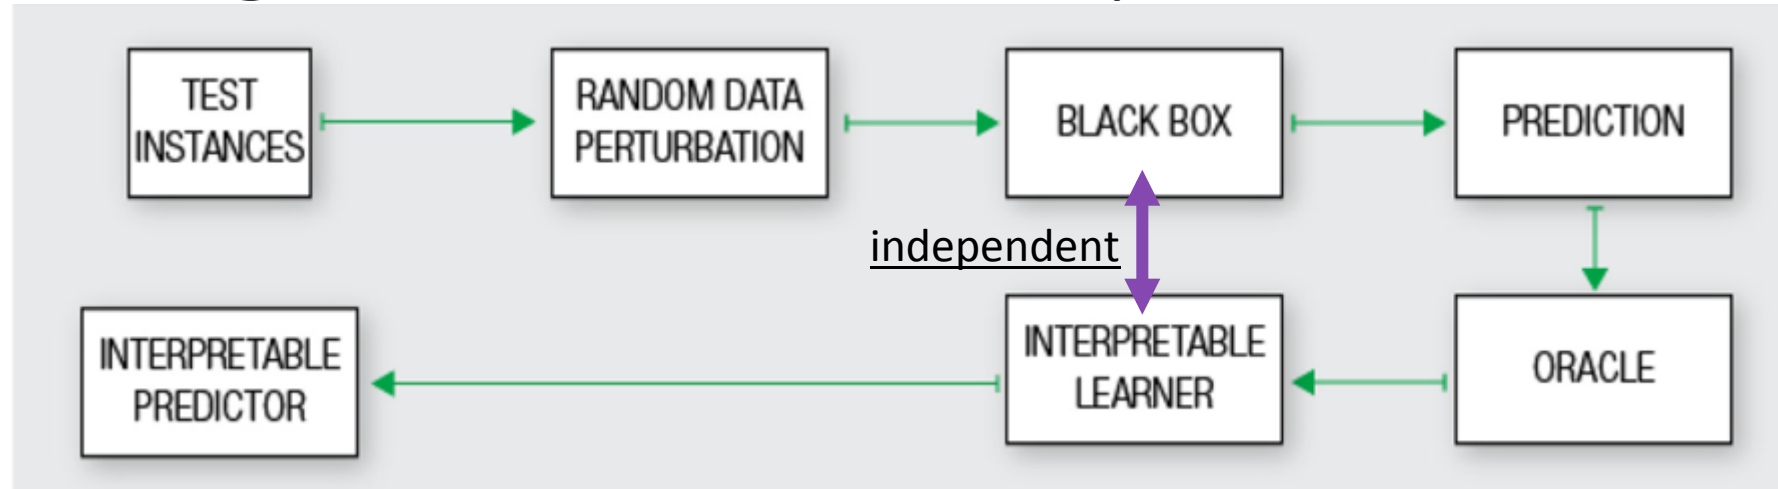 TEST
INSTANCES
RANDOM DATA
PERTURBATION
BLACK BOX
PREDICTION
independent
INTERPRETABLE
PREDICTOR
INTERPRETABLE
LEARNER
ORACLE